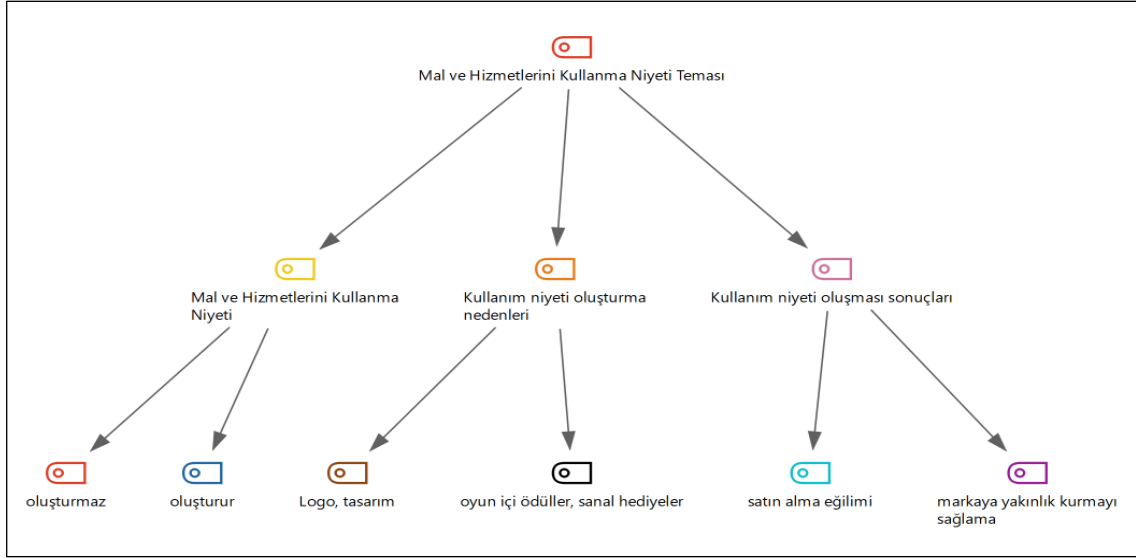 Mal ve Hizmetlerini Kullanma Niyeti Teması
Mal ve Hizmetlerini Kullanma
Niyeti
Kullanım niyeti oluşturma
nedenleri
Kullanım niyeti oluşması sonuçları
oluşturmaz
oluşturur
Logo, tasarım
oyun içi ödüller, sanal hediyeler
satın alma eğilimi
markaya yakınlık kurmayı
sağlama